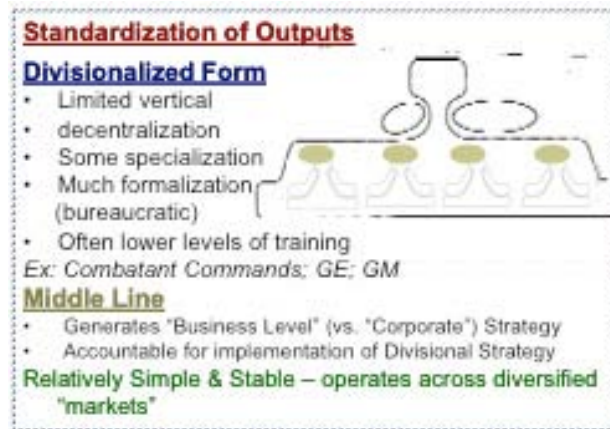 Standardization of Outputs
Divisionalized Form
• Limited vertical
• decentralization
• Some specialization
• Much formalization
(bureaucratic)
• Often lower levels of training
Ex: Combatant Commands; GE; GM
Middle Line
• Generates "Business Level" (vs. "Corporate") Strategy
• Accountable for implementation of Divisional Strategy
Relatively Simple & Stable – operates across diversified
"markets"